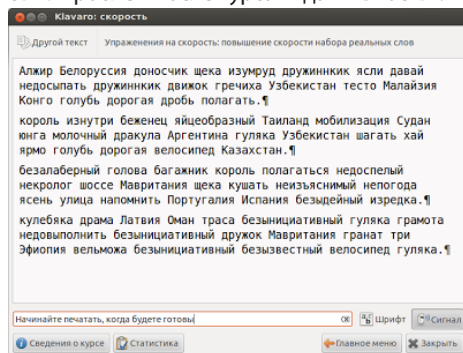 Klavaro: скорость
Другой текст Упраженения на скорость: повышение скорости набора реальных слов
Алжир Белоруссия доносчик щека изумруд дружиннкик ясли давай
недосыпать дружиннкик движок гречиха Узбекистан тесто Малайзия
Конго голубь дорогая дробь полагать.¶
король изнутри беженец яйцеобразный Таиланд мобилизация Судан
юнга молочный дракула Аргентина гуляка Узбекистан шагать хай
ярмо голубь дорогая велосипед Казахстан.¶
безалаберный голова багажник король полагаться недоспелый
некролог шоссе Мавритания щека кушать неизъяснимый непогода
ясень улица напомнить Португалия Испания безыдейный изредка.¶
кулебяка драма Латвия Оман траса безынициативный гуляка грамота
недовыполнить безынициативный дружок Мавритания гранат три
Эфиопия вельможа безынициативный безызвестный велосипед гуляка.¶
Начинайте печатать, когда будете готовы Шрифт Сигнал
Сведения о курсе Статистика Главное меню Закрыть